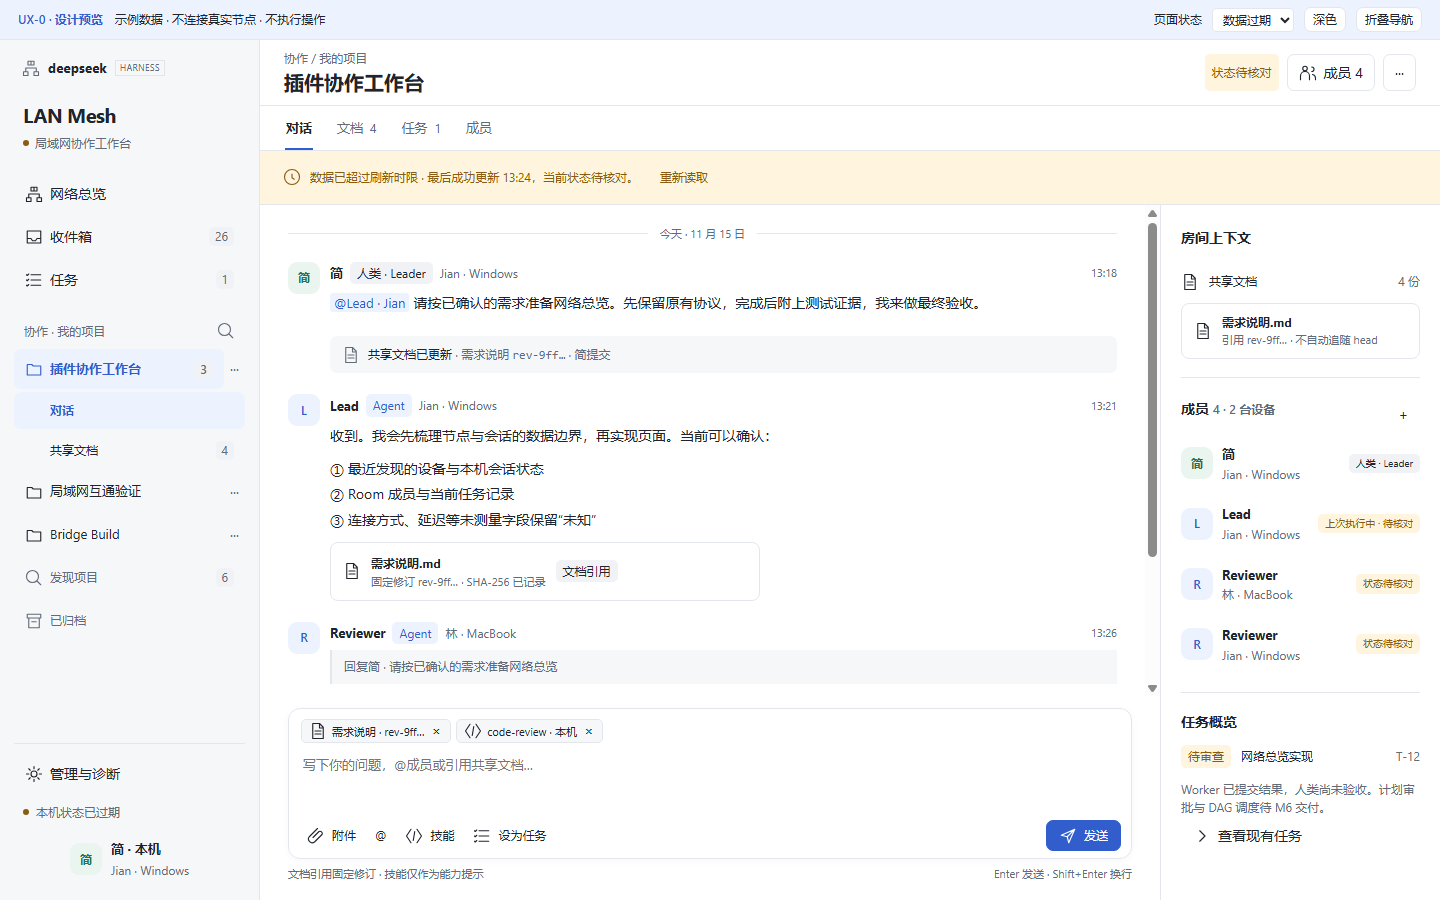 UX-0 · 设计预览 示例数据 · 不连接真实节点 · 不执行操作
页面状态 数据过期 深色 折叠导航
deepseek HARNESS
LAN Mesh
局域网协作工作台
网络总览
收件箱 26
任务 1
协作 · 我的项目
插件协作工作台 3 ...
对话
共享文档 4
局域网互通验证 ...
Bridge Build ...
发现项目 6
已归档
管理与诊断
本机状态已过期
简 简 · 本机
Jian · Windows
协作 / 我的项目
插件协作工作台
状态待核对 成员 4 ...
对话 文档 4 任务 1 成员
数据已超过刷新时限 · 最后成功更新 13:24，当前状态待核对。 重新读取
今天 · 11 月 15 日
简 简 人类 · Leader Jian · Windows 13:18
@Lead · Jian 请按已确认的需求准备网络总览。先保留原有协议，完成后附上测试证据，我来做最终验收。
共享文档已更新 · 需求说明 rev-9ff… · 简提交
L Lead Agent Jian · Windows 13:21
收到。我会先梳理节点与会话的数据边界，再实现页面。当前可以确认：
① 最近发现的设备与本机会话状态
② Room 成员与当前任务记录
③ 连接方式、延迟等未测量字段保留“未知”
需求说明.md
固定修订 rev-9ff… · SHA-256 已记录 文档引用
R Reviewer Agent 林 · MacBook 13:26
回复简 · 请按已确认的需求准备网络总览
需求说明 · rev-9ff… × code-review · 本机 ×
写下你的问题，@成员或引用共享文档...
附件 @ 技能 设为任务 发送
文档引用固定修订 · 技能仅作为能力提示 Enter 发送 · Shift+Enter 换行
房间上下文
共享文档 4 份
需求说明.md
引用 rev-9ff… · 不自动追随 head
成员 4 · 2 台设备 +
简 简
Jian · Windows 人类 · Leader
L Lead
Jian · Windows 上次执行中 · 待核对
R Reviewer
林 · MacBook 状态待核对
R Reviewer
Jian · Windows 状态待核对
任务概览
待审查 网络总览实现 T-12
Worker 已提交结果，人类尚未验收。计划审
批与 DAG 调度待 M6 交付。
查看现有任务